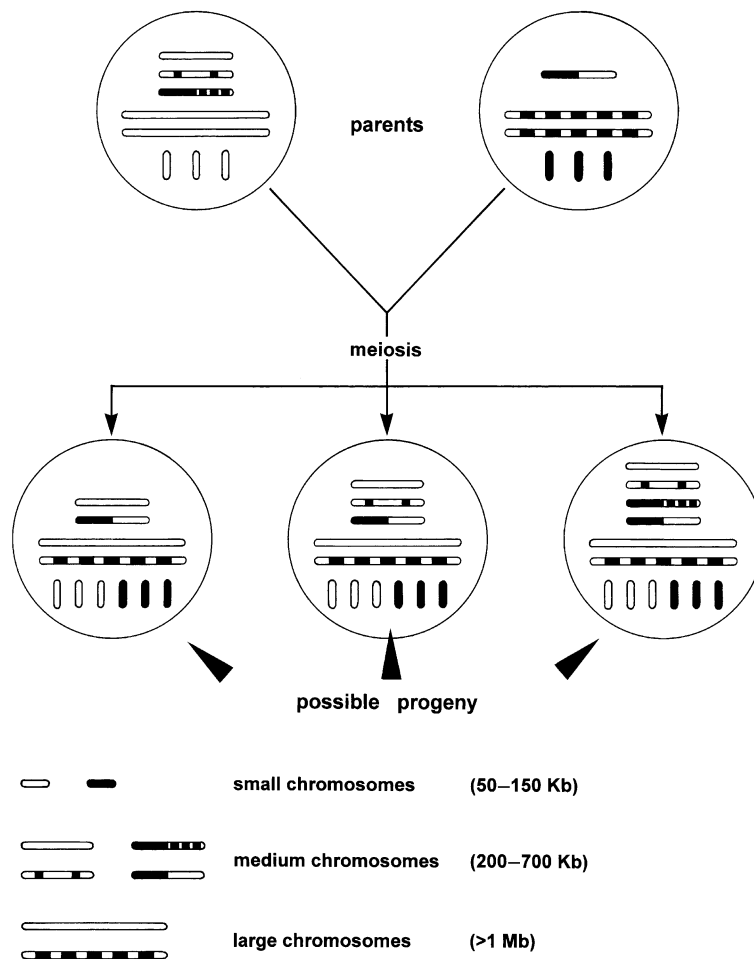 parents
meiosis
possible progeny
small chromosomes (50–150 Kb)
medium chromosomes (200–700 Kb)
large chromosomes (>1 Mb)